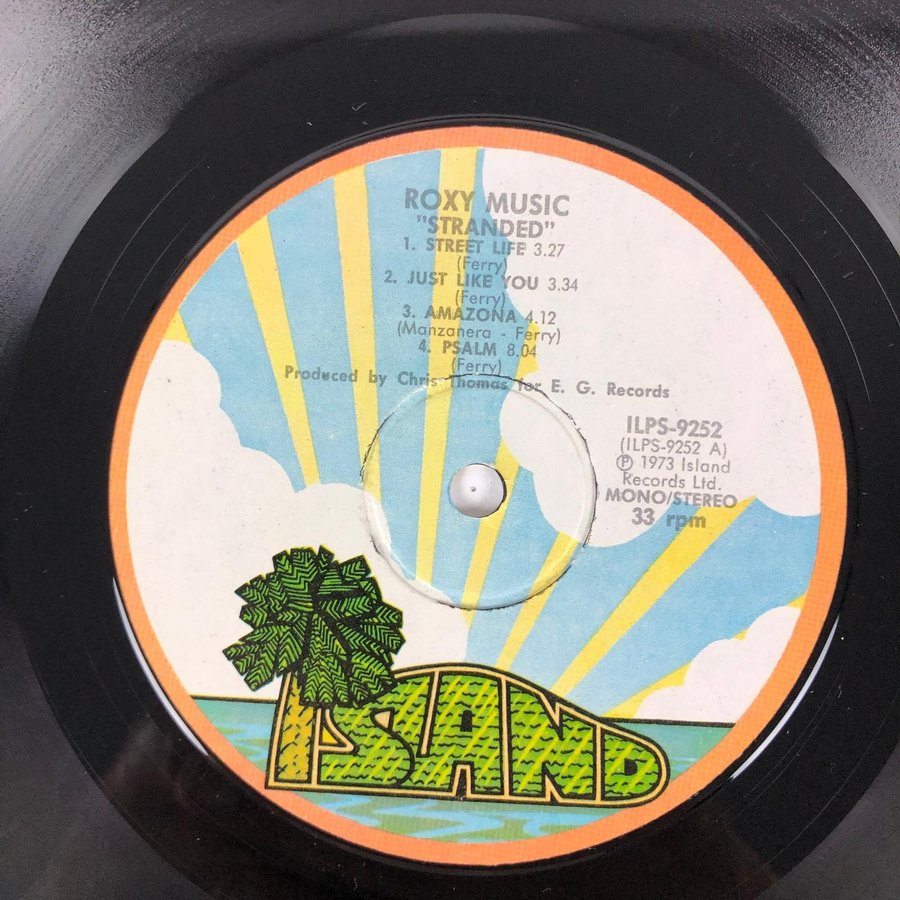 ROXY MUSIC
"STRANDED"
1. STREET LIFE 3.27
(Ferry)
2. JUST LIKE YOU 3.34
(Ferry)
3. AMAZONA 4.12
(Manzanera - Ferry)
4. PSALM 8.04
(Ferry)
Produced by Chris Thomas for E. G. Records
ILPS-9252
(ILPS-9252 A)
℗ 1973 Island
Records Ltd.
MONO/STEREO
33 rpm
ISLAND